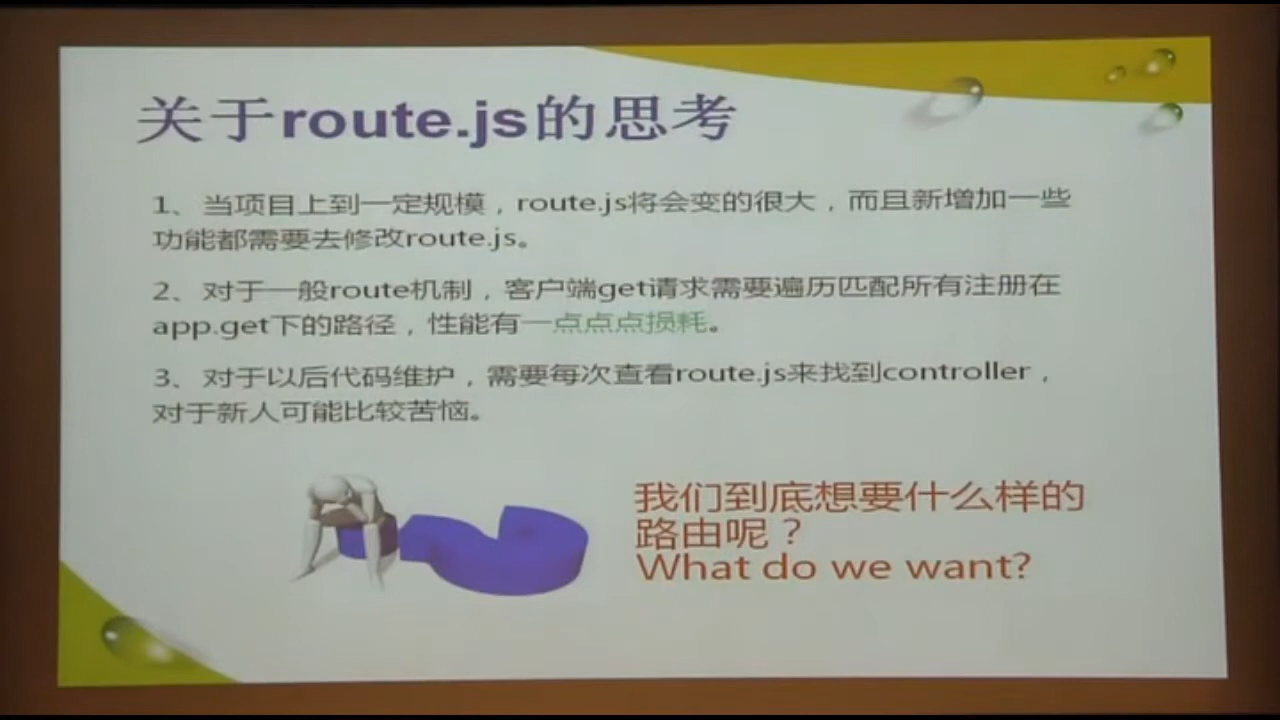 关于route.js的思考
1、当项目上到一定规模，route.js将会变的很大，而且新增加一些
功能都需要去修改route.js。
2、对于一般route机制，客户端get请求需要遍历匹配所有注册在
app.get下的路径，性能有一点点点损耗。
3、对于以后代码维护，需要每次查看route.js来找到controller，
对于新人可能比较苦恼。
我们到底想要什么样的
路由呢？
What do we want?